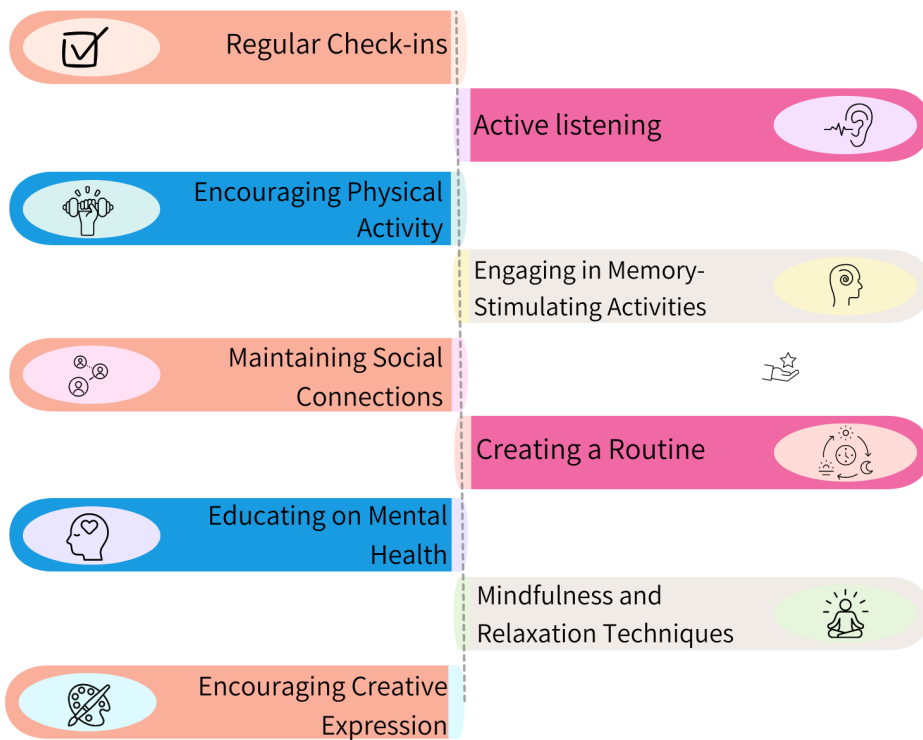 Regular Check-ins
Active listening
Encouraging Physical
Activity
Engaging in Memory-
Stimulating Activities
Maintaining Social
Connections
Creating a Routine
Educating on Mental
Health
Mindfulness and
Relaxation Techniques
Encouraging Creative
Expression